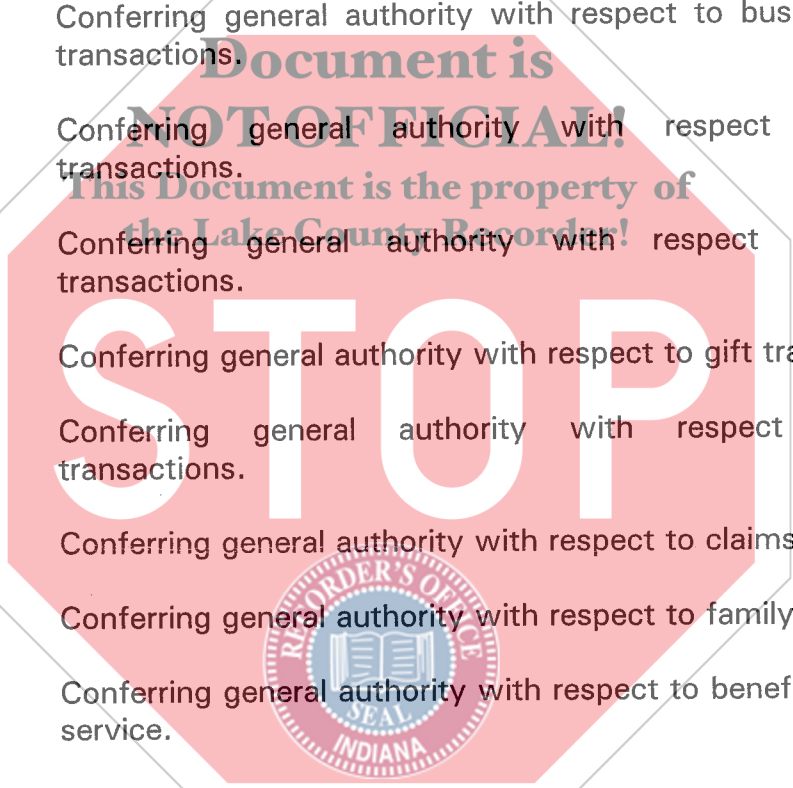 Conferring general authority with respect to bus
transactions.
Document is
NOT OFFICIAL!
Conferring general authority with respect
transactions.
This Document is the property of
the Lake County Recorder!
Conferring general authority with respect
transactions.
STOP
Conferring general authority with respect to gift tra
Conferring general authority with respect
transactions.
Conferring general authority with respect to claims
RECORDER'S OFFICE
Conferring general authority with respect to family
Conferring general authority with respect to benef
service.
SEAL
INDIANA